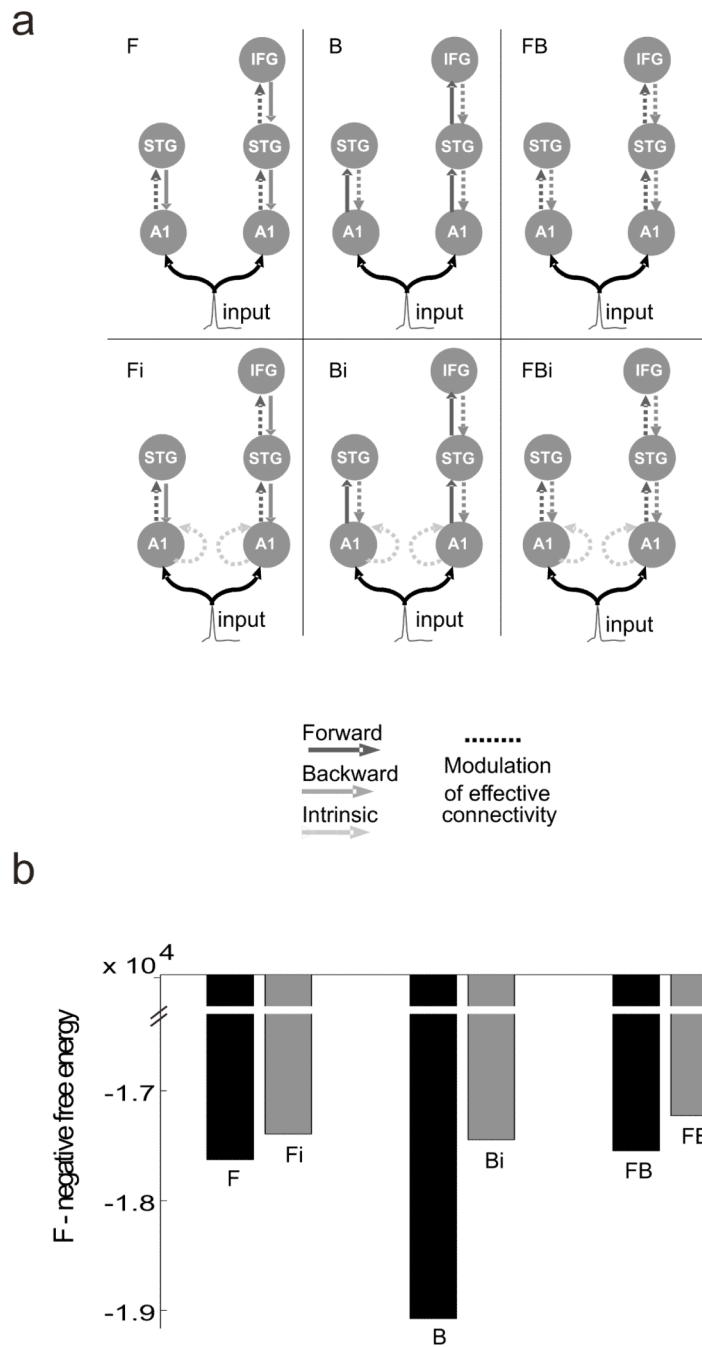 a
F B FB
IFG IFG IFG
STG STG STG STG STG STG
A1 A1 A1 A1 A1 A1
input input input
Fi Bi FBi
IFG IFG IFG
STG STG STG STG STG STG
A1 A1 A1 A1 A1 A1
input input input
Forward
Backward
Intrinsic
Modulation
of effective
connectivity
b
x 10⁴
F - negative free energy
-1.7
-1.8
-1.9
F
Fi
B
Bi
FB